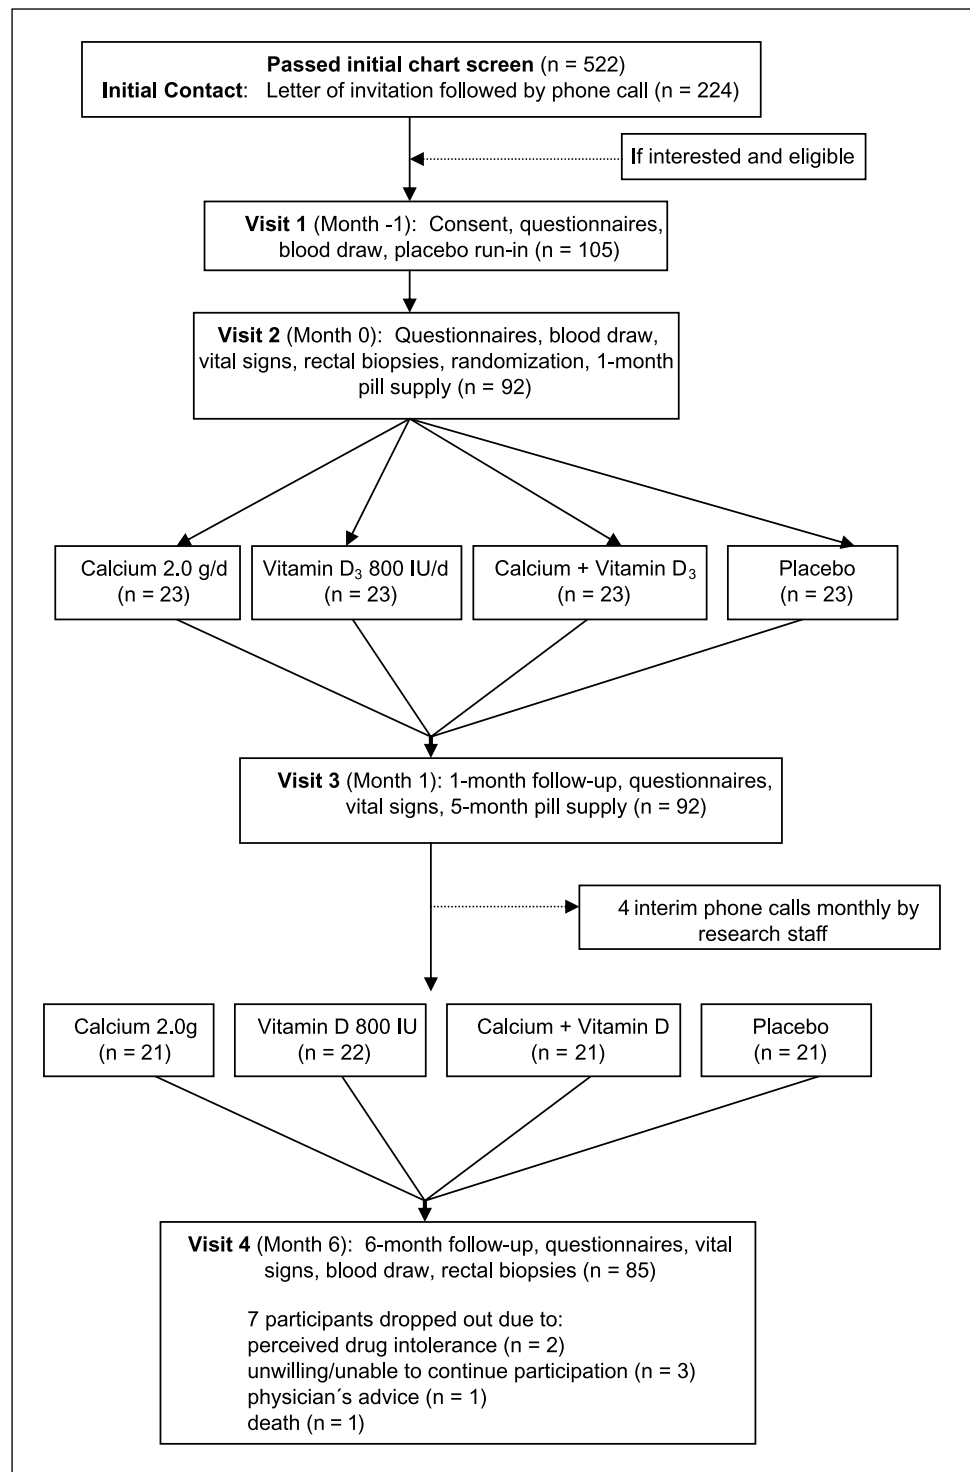 Passed initial chart screen (n = 522)
Initial Contact: Letter of invitation followed by phone call (n = 224)
If interested and eligible
Visit 1 (Month -1): Consent, questionnaires,
blood draw, placebo run-in (n = 105)
Visit 2 (Month 0): Questionnaires, blood draw,
vital signs, rectal biopsies, randomization, 1-month
pill supply (n = 92)
Calcium 2.0 g/d
(n = 23)
Vitamin D₃ 800 IU/d
(n = 23)
Calcium + Vitamin D₃
(n = 23)
Placebo
(n = 23)
Visit 3 (Month 1): 1-month follow-up, questionnaires,
vital signs, 5-month pill supply (n = 92)
4 interim phone calls monthly by
research staff
Calcium 2.0g
(n = 21)
Vitamin D 800 IU
(n = 22)
Calcium + Vitamin D
(n = 21)
Placebo
(n = 21)
Visit 4 (Month 6): 6-month follow-up, questionnaires, vital
signs, blood draw, rectal biopsies (n = 85)
7 participants dropped out due to:
perceived drug intolerance (n = 2)
unwilling/unable to continue participation (n = 3)
physician´s advice (n = 1)
death (n = 1)